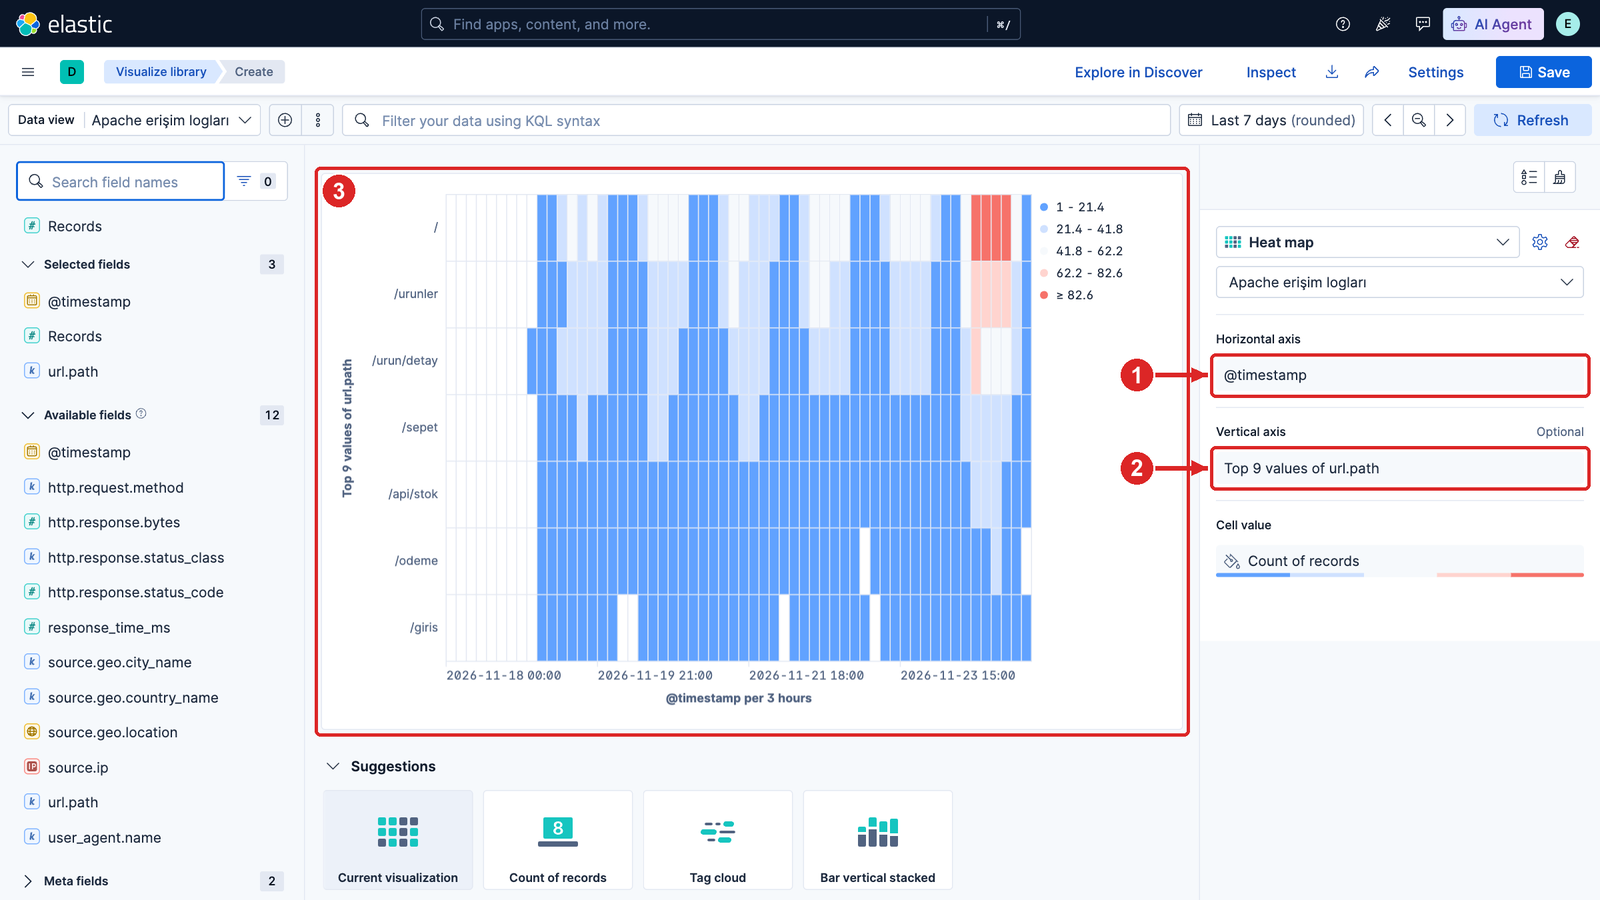 elastic
Find apps, content, and more.
⌘/
AI Agent
E
D
Visualize library
Create
Explore in Discover
Inspect
Settings
Save
Data view
Apache erişim logları
Filter your data using KQL syntax
Last 7 days (rounded)
Refresh
Search field names
0
Records
Selected fields
3
@timestamp
Records
url.path
Available fields
12
@timestamp
http.request.method
http.response.bytes
http.response.status_class
http.response.status_code
response_time_ms
source.geo.city_name
source.geo.country_name
source.geo.location
source.ip
url.path
user_agent.name
Meta fields
2
3
Top 9 values of url.path
/
/urunler
/urun/detay
/sepet
/api/stok
/odeme
/giris
2026-11-18 00:00
2026-11-19 21:00
2026-11-21 18:00
2026-11-23 15:00
@timestamp per 3 hours
1 - 21.4
21.4 - 41.8
41.8 - 62.2
62.2 - 82.6
≥ 82.6
Suggestions
Current visualization
8
Count of records
Tag cloud
Bar vertical stacked
Heat map
Apache erişim logları
Horizontal axis
1
@timestamp
Vertical axis
Optional
2
Top 9 values of url.path
Cell value
Count of records